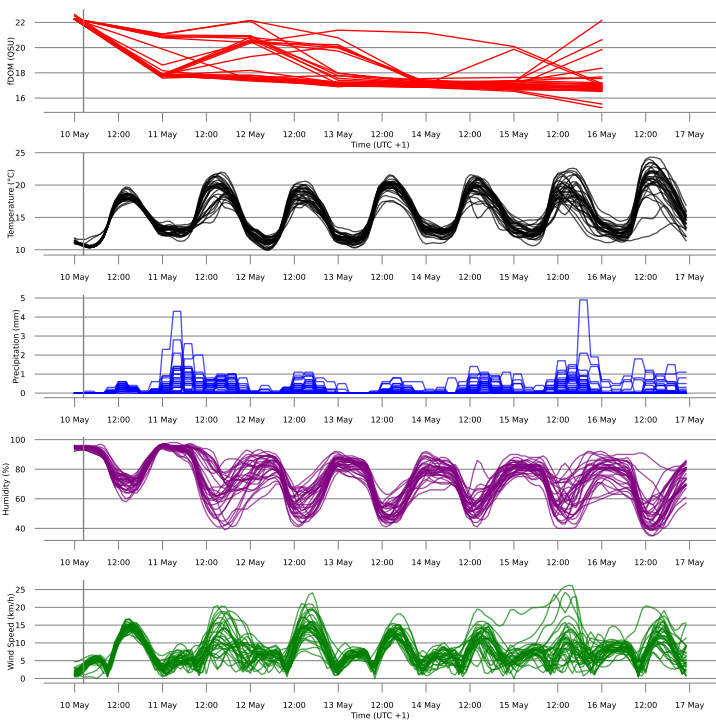 22
20
18
16
fDOM (QSU)
10 May 12:00 11 May 12:00 12 May 12:00 13 May 12:00 14 May 12:00 15 May 12:00 16 May 12:00 17 May
Time (UTC +1)
25
20
15
10
Temperature (°C)
10 May 12:00 11 May 12:00 12 May 12:00 13 May 12:00 14 May 12:00 15 May 12:00 16 May 12:00 17 May
5
4
3
2
1
0
Precipitation (mm)
10 May 12:00 11 May 12:00 12 May 12:00 13 May 12:00 14 May 12:00 15 May 12:00 16 May 12:00 17 May
100
80
60
40
Humidity (%)
10 May 12:00 11 May 12:00 12 May 12:00 13 May 12:00 14 May 12:00 15 May 12:00 16 May 12:00 17 May
25
20
15
10
5
0
Wind Speed (km/h)
10 May 12:00 11 May 12:00 12 May 12:00 13 May 12:00 14 May 12:00 15 May 12:00 16 May 12:00 17 May
Time (UTC +1)